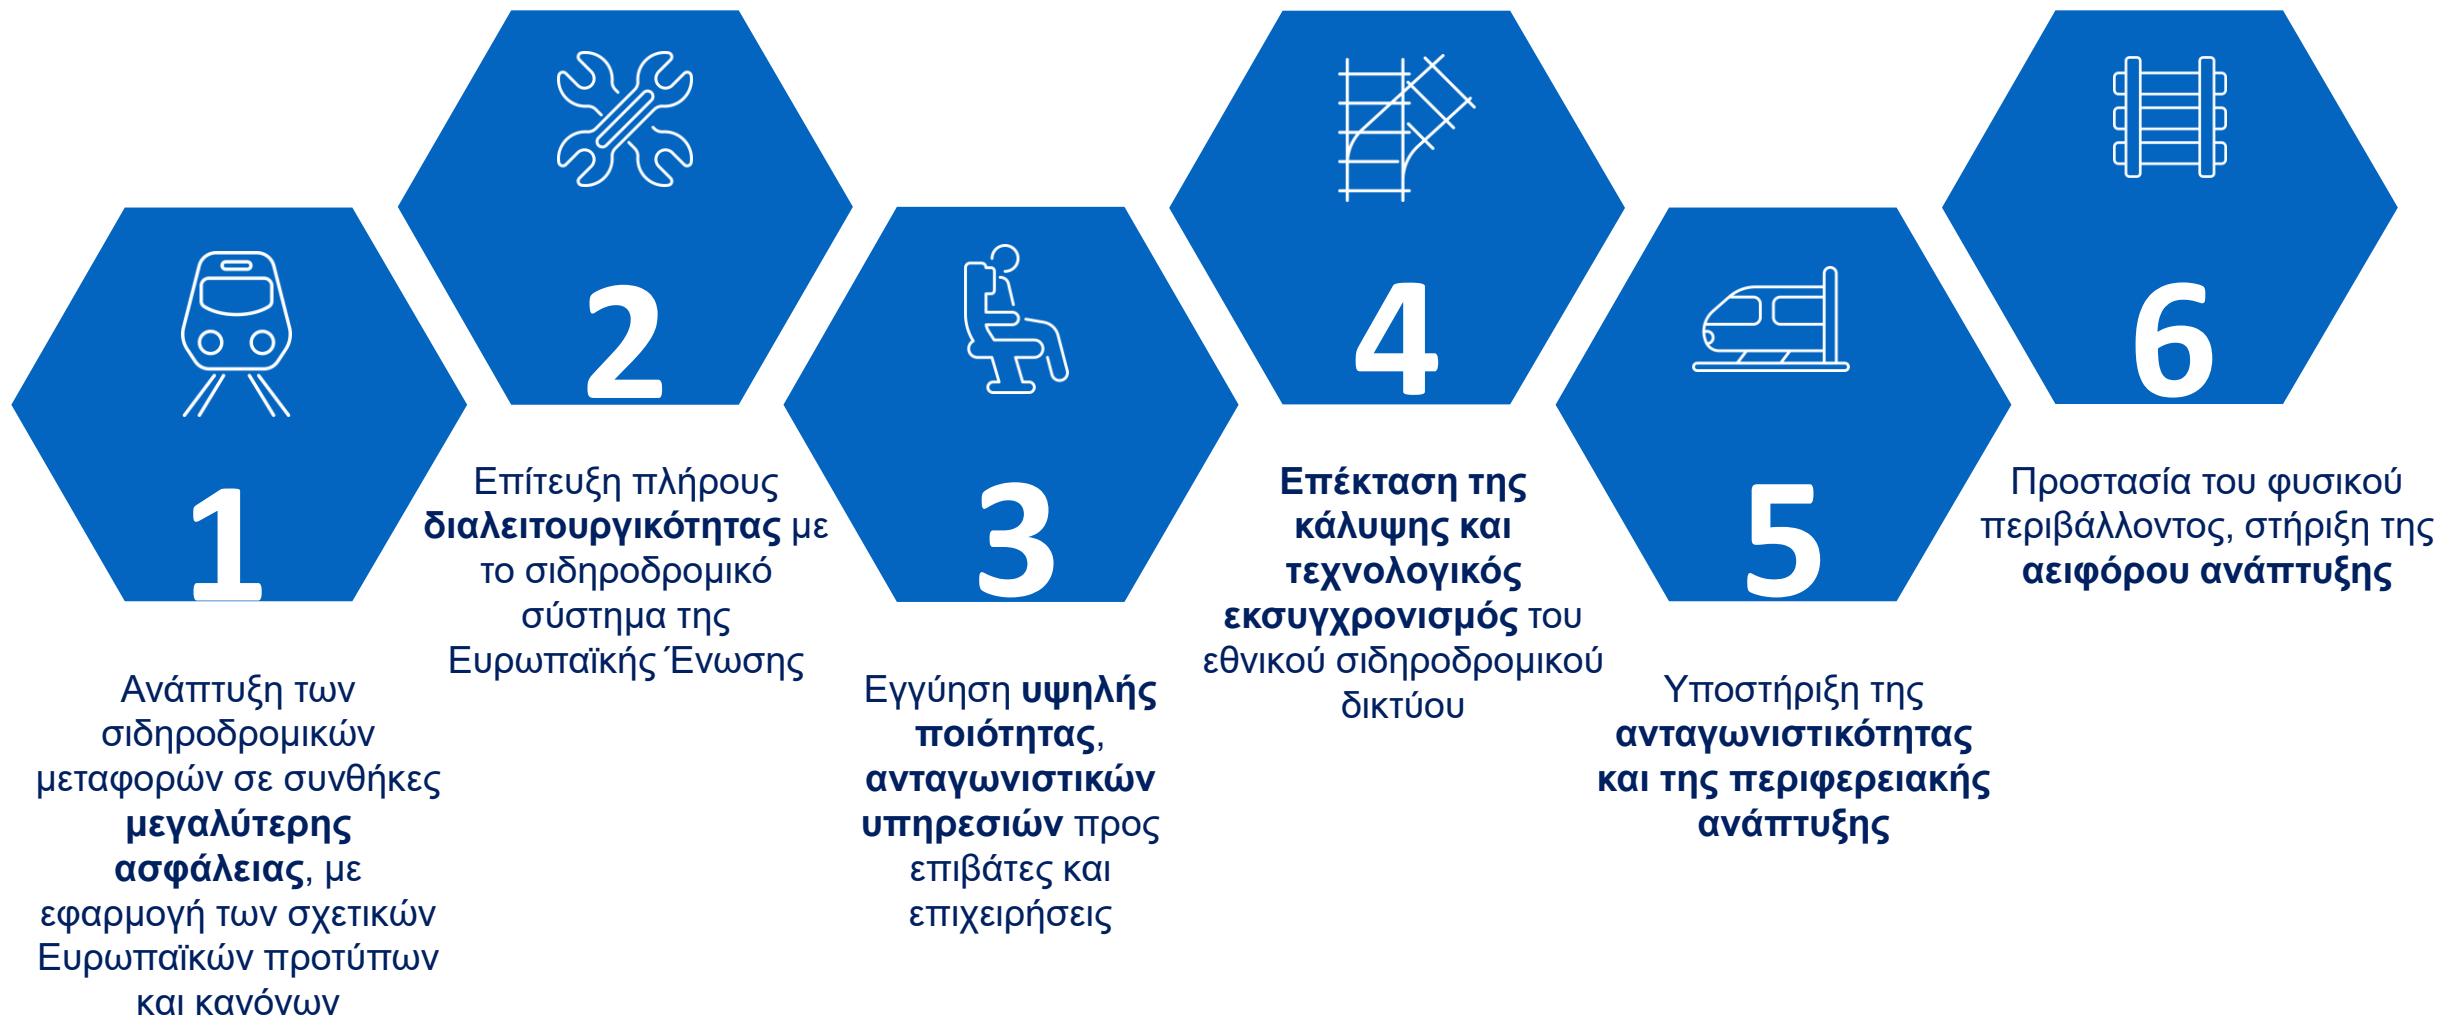 1
Ανάπτυξη των
σιδηροδρομικών
μεταφορών σε συνθήκες
μεγαλύτερης
ασφάλειας, με
εφαρμογή των σχετικών
Ευρωπαϊκών προτύπων
και κανόνων
2
Επίτευξη πλήρους
διαλειτουργικότητας με
το σιδηροδρομικό
σύστημα της
Ευρωπαϊκής Ένωσης
3
Εγγύηση υψηλής
ποιότητας,
ανταγωνιστικών
υπηρεσιών προς
επιβάτες και
επιχειρήσεις
4
Επέκταση της
κάλυψης και
τεχνολογικός
εκσυγχρονισμός του
εθνικού σιδηροδρομικού
δικτύου
5
Υποστήριξη της
ανταγωνιστικότητας
και της περιφερειακής
ανάπτυξης
6
Προστασία του φυσικού
περιβάλλοντος, στήριξη της
αειφόρου ανάπτυξης